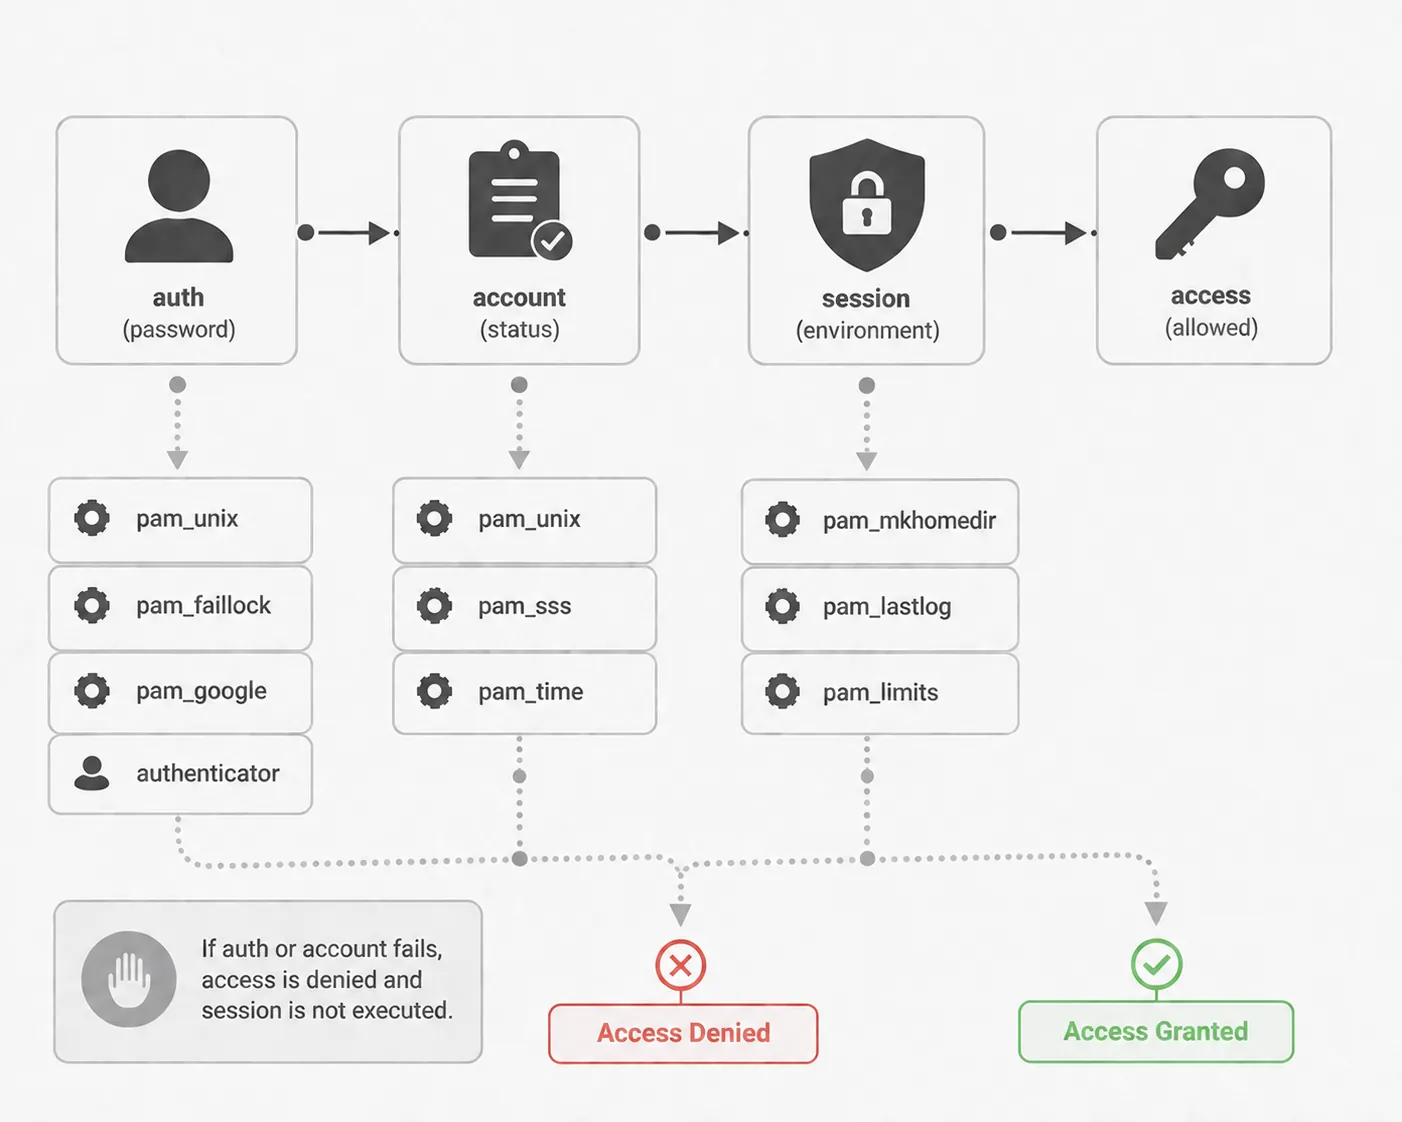 auth
(password)
account
(status)
session
(environment)
access
(allowed)
pam_unix
pam_faillock
pam_google
authenticator
pam_unix
pam_sss
pam_time
pam_mkhomedir
pam_lastlog
pam_limits
If auth or account fails,
access is denied and
session is not executed.
Access Denied
Access Granted